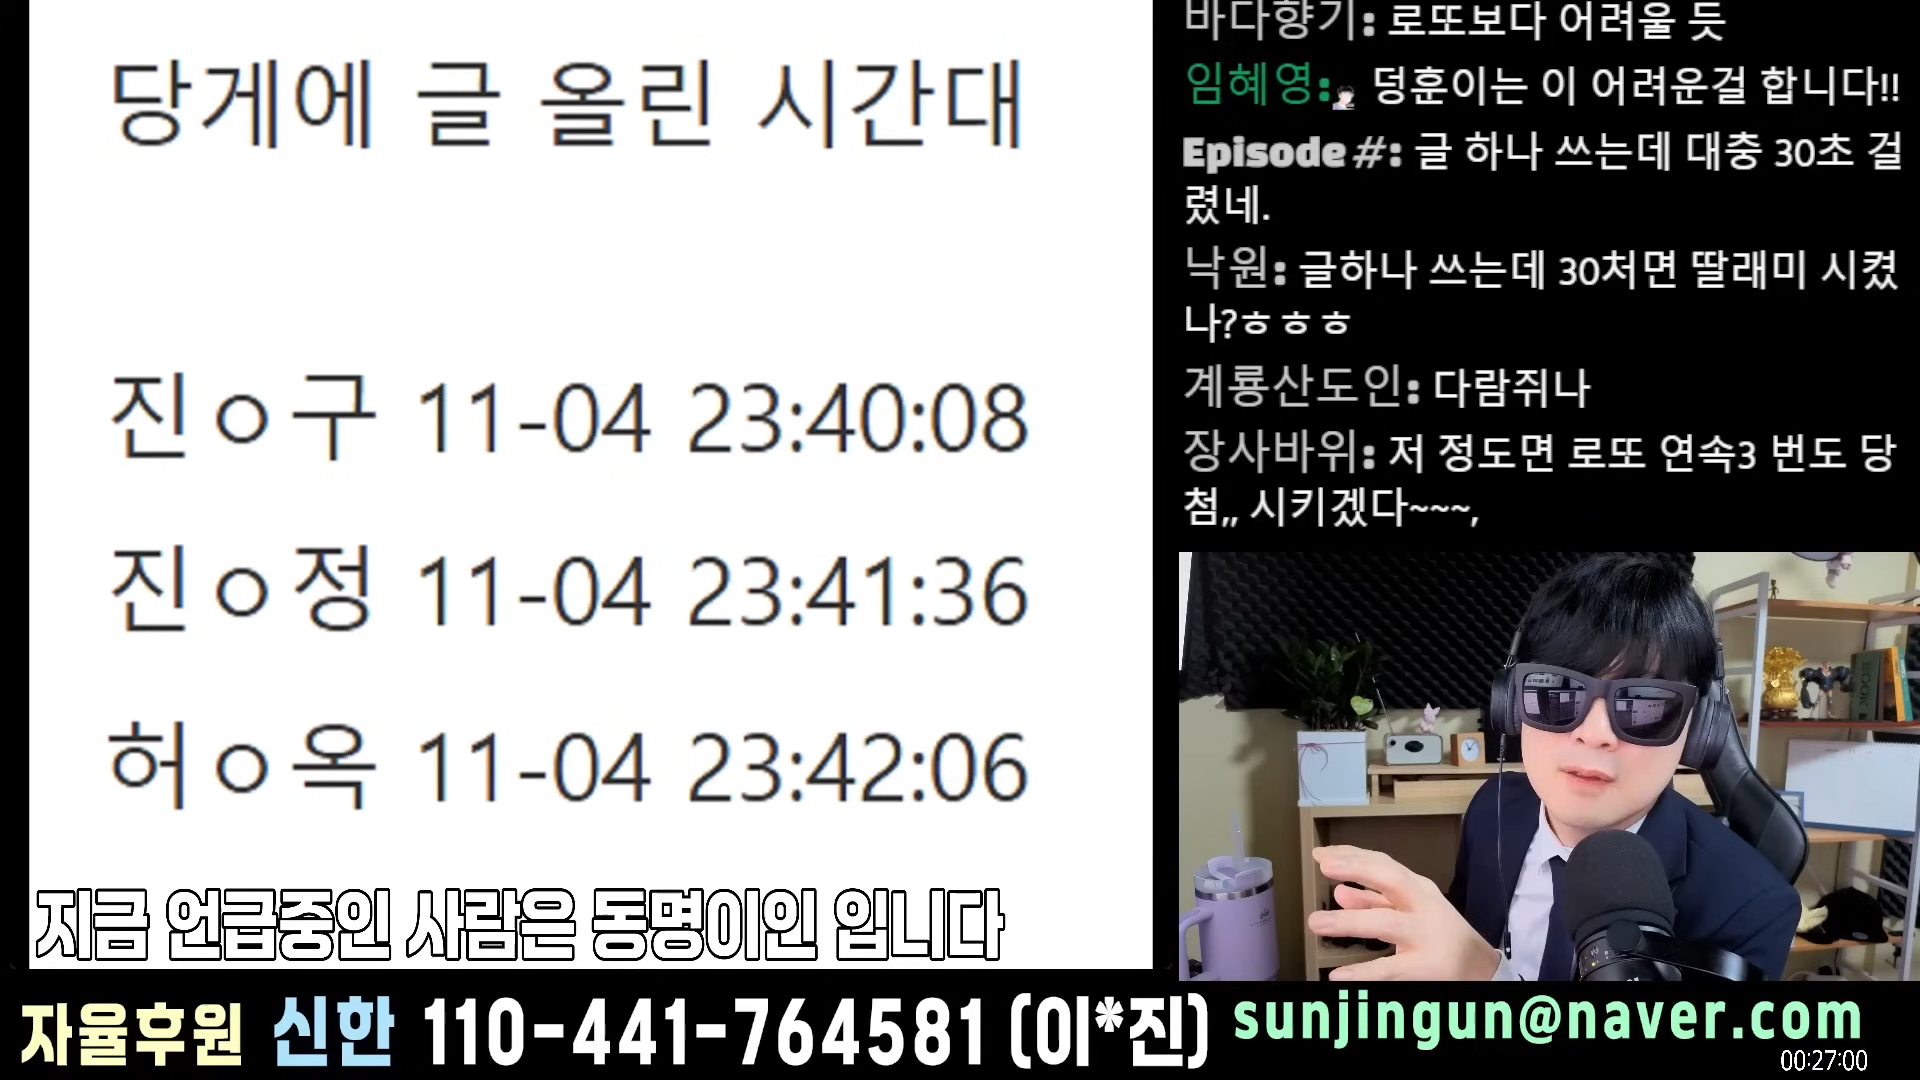 당게에 글 올린 시간대
진ㅇ구 11-04 23:40:08
진ㅇ정 11-04 23:41:36
허ㅇ옥 11-04 23:42:06
지금 언급중인 사람은 동명이인 입니다
바다향기: 로또보다 어려울 듯
임혜영: 덩훈이는 이 어려운걸 합니다!!
Episode #: 글 하나 쓰는데 대충 30초 걸
렸네.
낙원: 글하나 쓰는데 30처면 딸래미 시켰
나?ㅎㅎㅎ
계룡산도인: 다람쥐나
장사바위: 저 정도면 로또 연속3 번도 당
첨,, 시키겠다~~~,
BOOK
자율후원 신한 110-441-764581 (이*진) sunjingun@naver.com
00:27:00